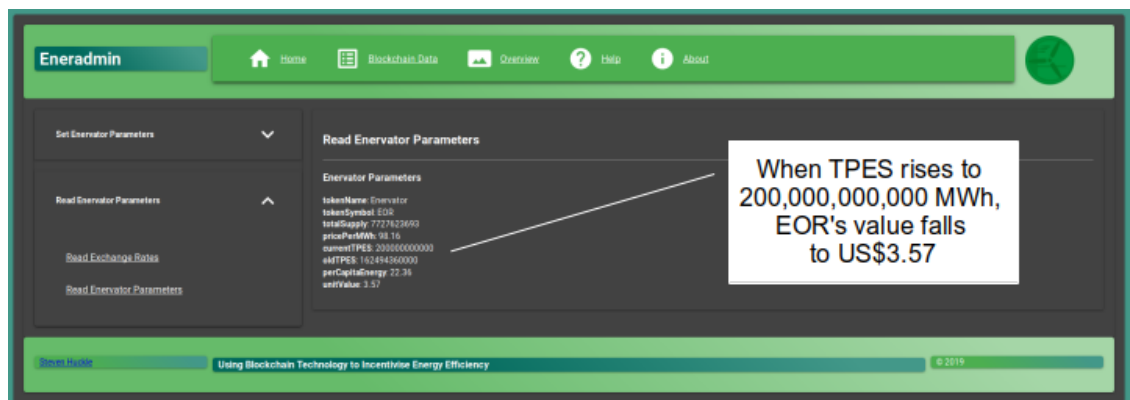 Eneradmin
Home
Blockchain Data
Overview
Help
About
Set Enervator Parameters
Read Enervator Parameters
Read Exchange Rates
Read Enervator Parameters
Read Enervator Parameters
Enervator Parameters
tokenName: Enervator
tokenSymbol: EOR
totalSupply: 7727623693
pricePerMWh: 98.16
currentTPES: 200000000000
oldTPES: 162494360000
perCapitaEnergy: 22.36
unitValue: 3.57
When TPES rises to
200,000,000,000 MWh,
EOR's value falls
to US$3.57
Steven Huckle
Using Blockchain Technology to Incentivise Energy Efficiency
© 2019